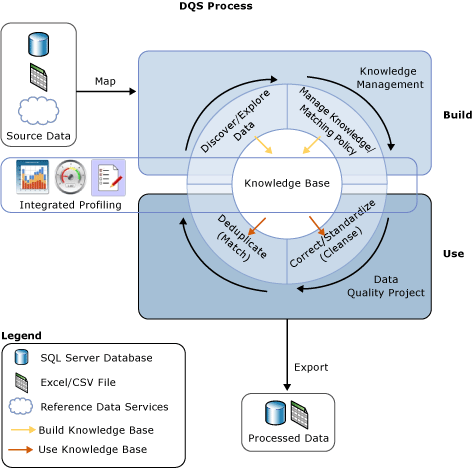 DQS Process
Source Data
Map
Knowledge
Management
Build
Discover/Explore
Data
Manage Knowledge/
Matching Policy
Integrated Profiling
Knowledge Base
Deduplicate
(Match)
Correct/Standardize
(Cleanse)
Use
Data
Quality Project
Export
Processed Data
Legend
SQL Server Database
Excel/CSV File
Reference Data Services
Build Knowledge Base
Use Knowledge Base